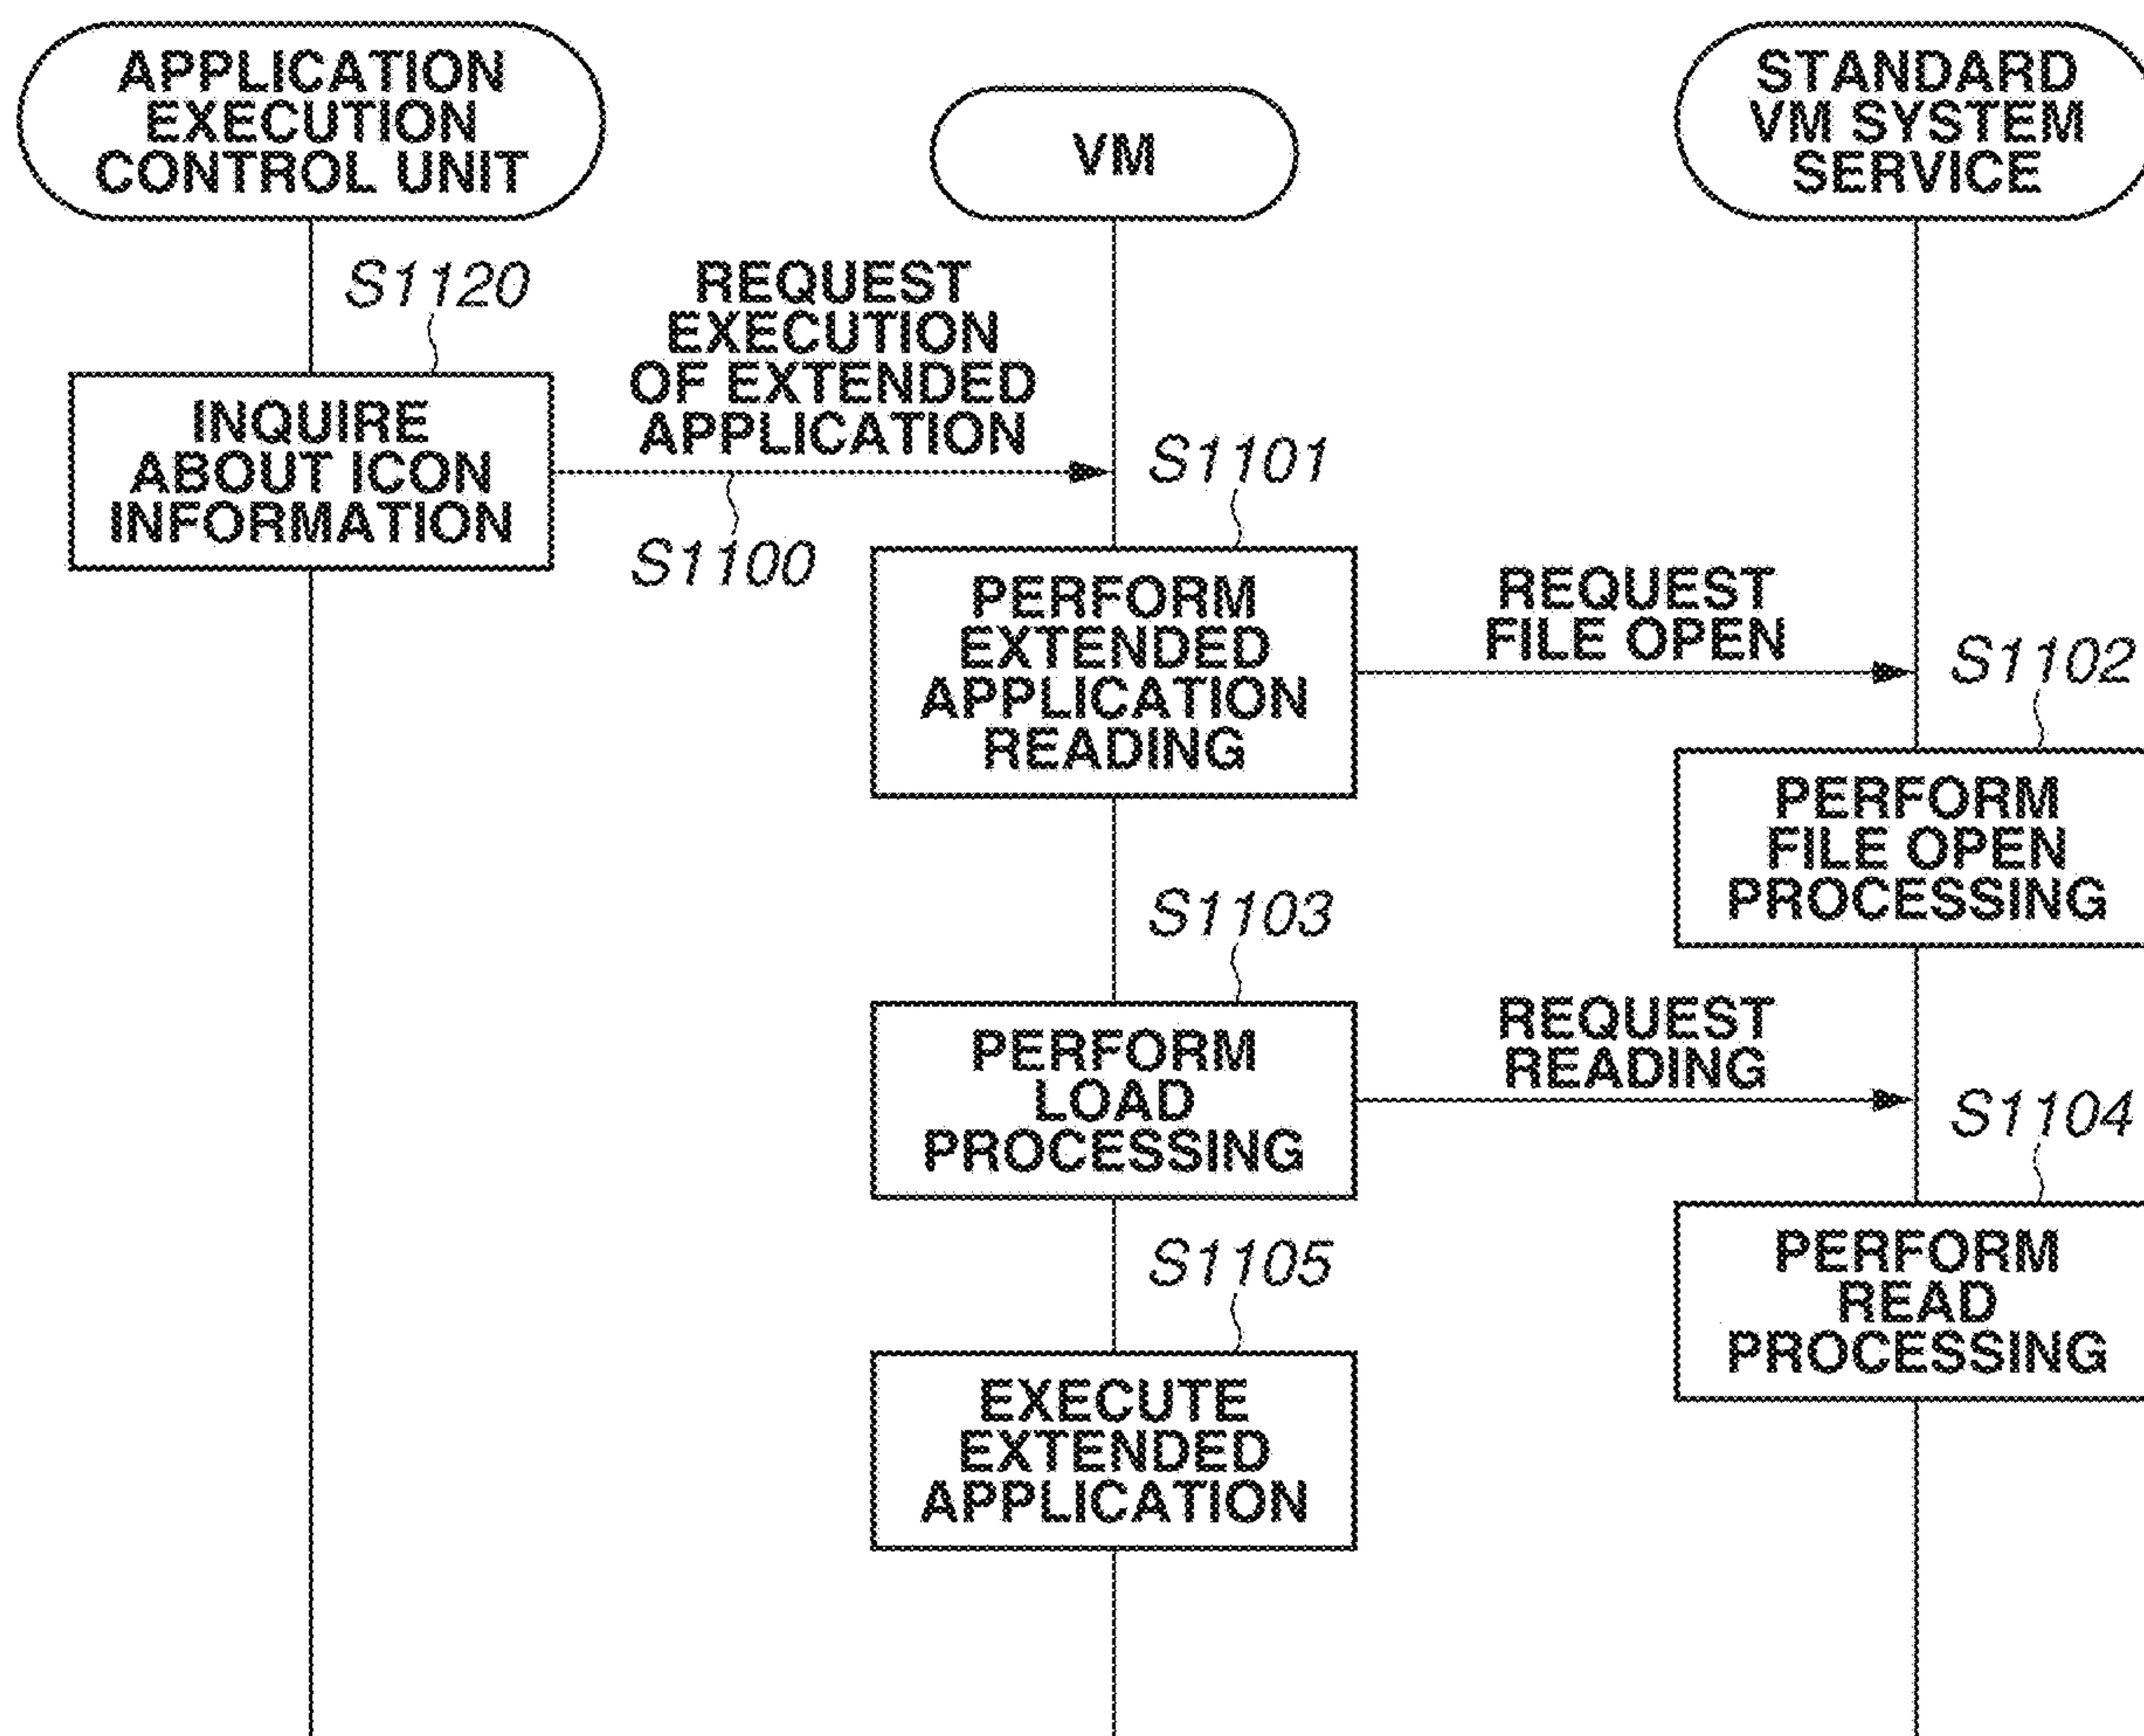 APPLICATION
EXECUTION
CONTROL UNIT
VM
STANDARD
VM SYSTEM
SERVICE
S1120
REQUEST
EXECUTION
OF EXTENDED
APPLICATION
INQUIRE
ABOUT ICON
INFORMATION
S1100
S1101
PERFORM
EXTENDED
APPLICATION
READING
REQUEST
FILE OPEN
S1102
PERFORM
FILE OPEN
PROCESSING
S1103
PERFORM
LOAD
PROCESSING
REQUEST
READING
S1104
PERFORM
READ
PROCESSING
S1105
EXECUTE
EXTENDED
APPLICATION